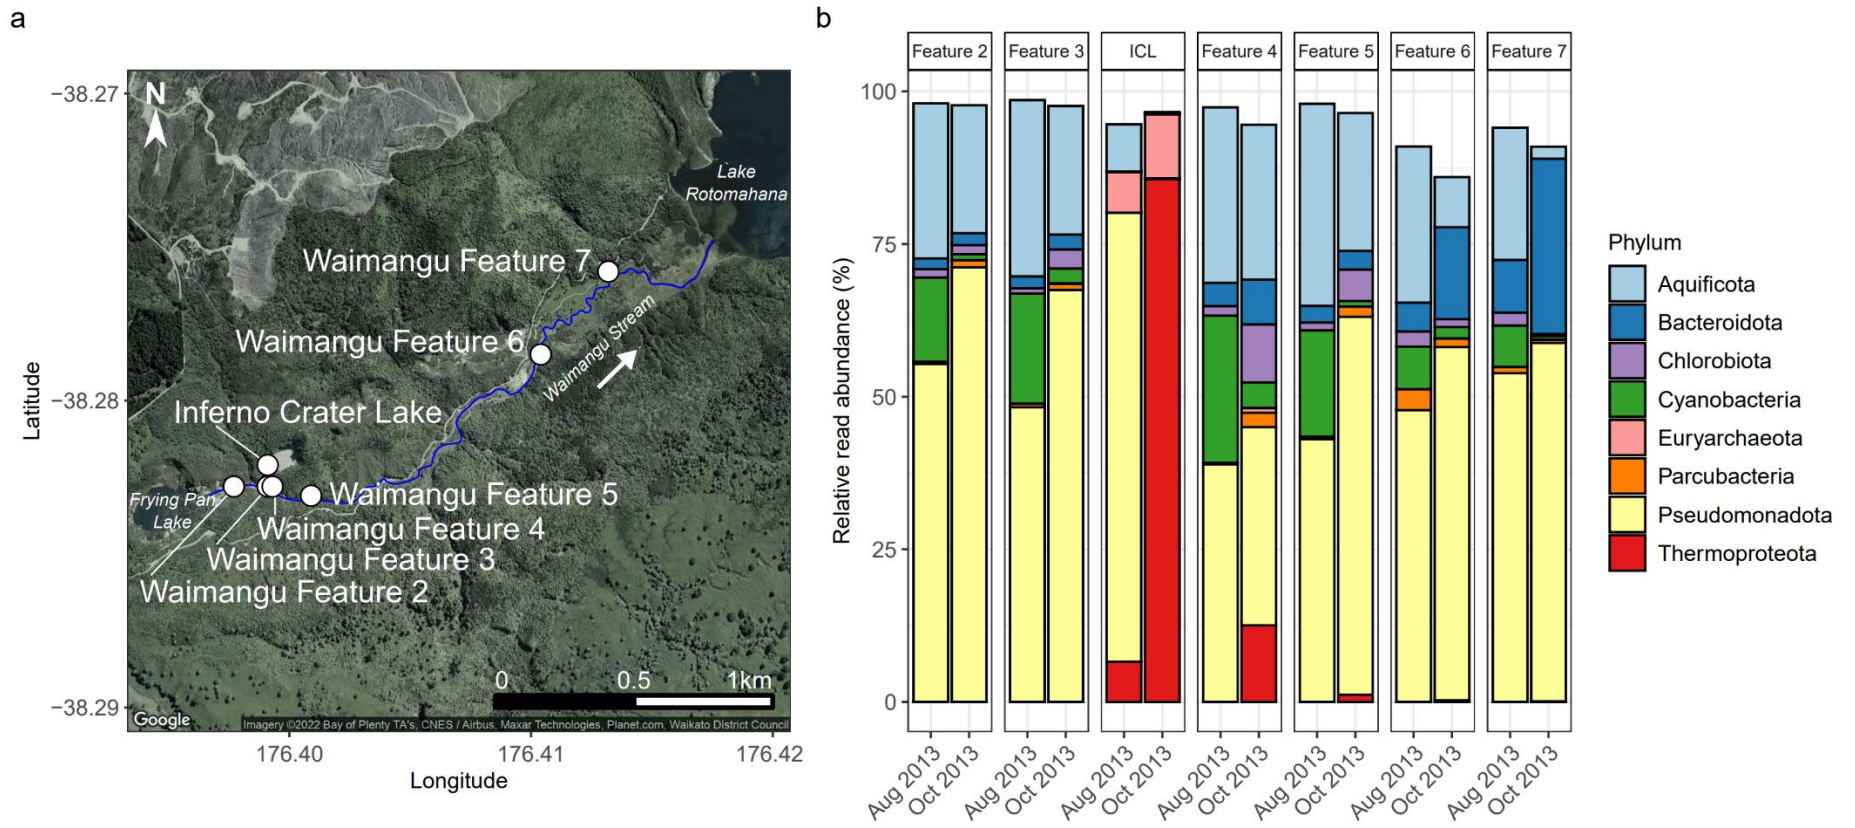 a
N
−38.27
−38.28
−38.29
Latitude
176.40
176.41
176.42
Longitude
Lake
Rotomahana
Waimangu Feature 7
Waimangu Feature 6
Waimangu Stream
Inferno Crater Lake
Frying Pan
Lake
Waimangu Feature 5
Waimangu Feature 4
Waimangu Feature 3
Waimangu Feature 2
0 0.5 1km
Google
Imagery ©2022 Bay of Plenty TA's, CNES / Airbus, Maxar Technologies, Planet.com, Waikato District Council
b
Feature 2 Feature 3 ICL Feature 4 Feature 5 Feature 6 Feature 7
100
75
50
25
0
Relative read abundance (%)
Aug 2013 Oct 2013 Aug 2013 Oct 2013 Aug 2013 Oct 2013 Aug 2013 Oct 2013 Aug 2013 Oct 2013 Aug 2013 Oct 2013 Aug 2013 Oct 2013
Phylum
Aquificota
Bacteroidota
Chlorobiota
Cyanobacteria
Euryarchaeota
Parcubacteria
Pseudomonadota
Thermoproteota